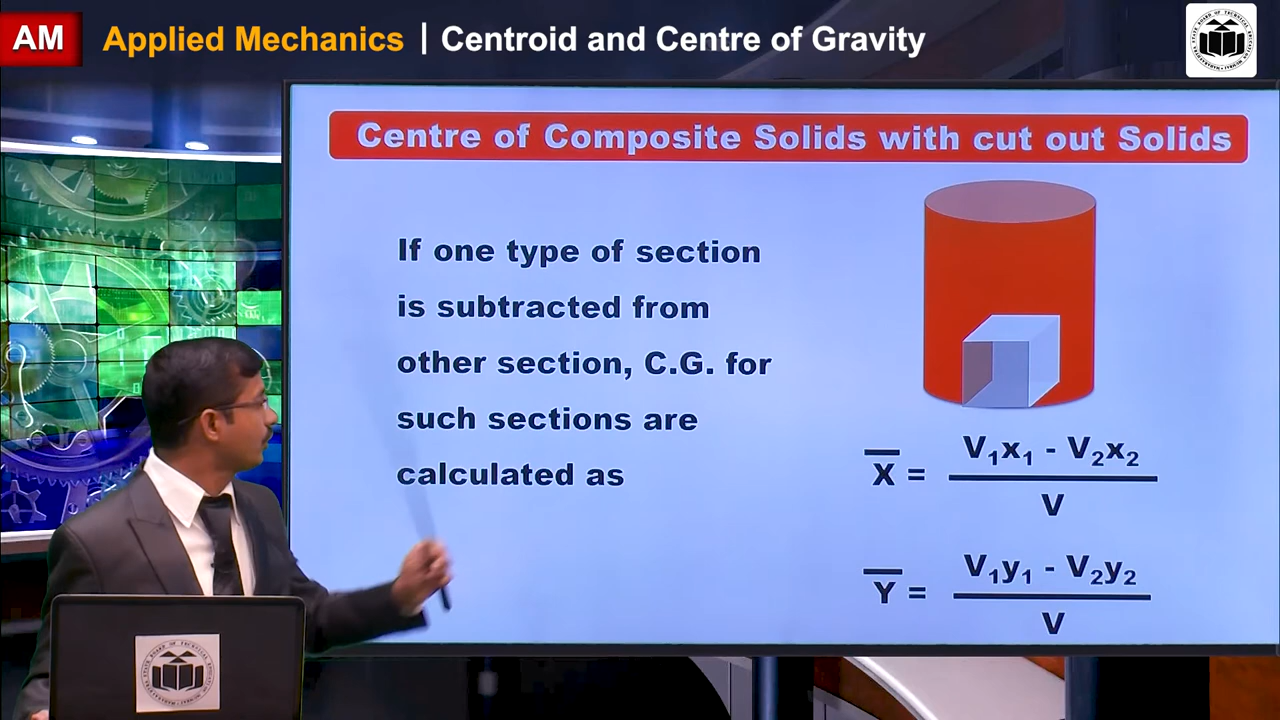 AM Applied Mechanics | Centroid and Centre of Gravity
Centre of Composite Solids with cut out Solids
If one type of section
is subtracted from
other section, C.G. for
such sections are
calculated as
X̅ = V₁x₁ - V₂x₂
V
Y̅ = V₁y₁ - V₂y₂
V